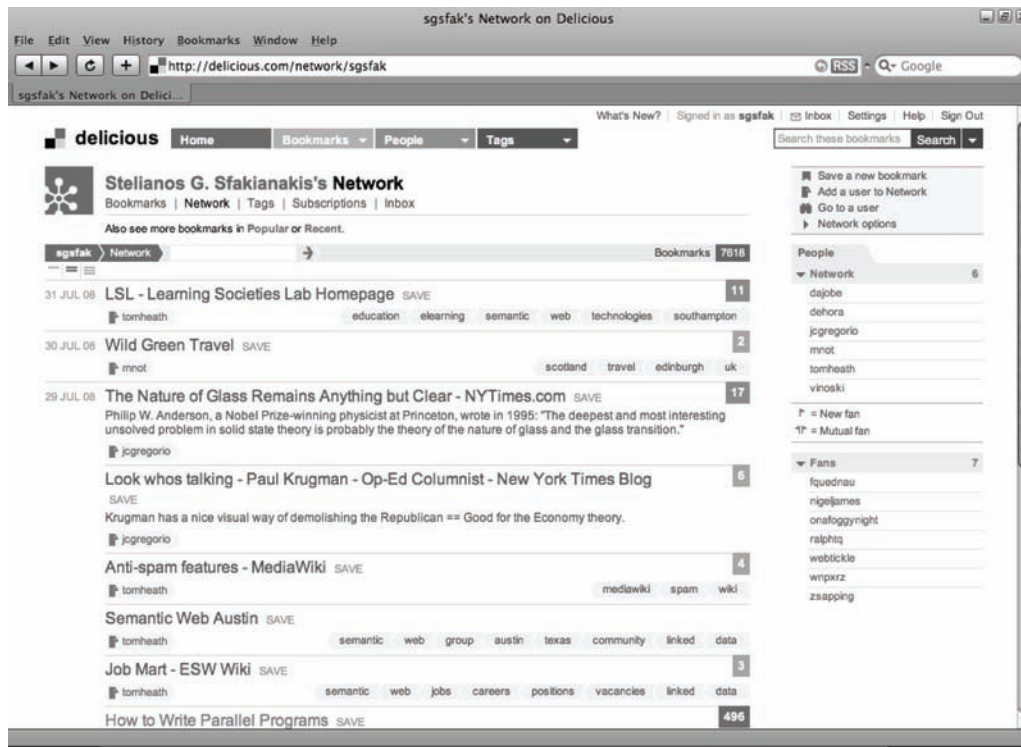 sgsfak's Network on Delicious
File Edit View History Bookmarks Window Help
http://delicious.com/network/sgsfak
RSS
Google
sgsfak's Network on Delici...
What's New? Signed in as sgsfak Inbox Settings Help Sign Out
delicious Home Bookmarks People Tags
Search these bookmarks Search
Stelianos G. Sfakianakis's Network
Bookmarks | Network | Tags | Subscriptions | Inbox
Also see more bookmarks in Popular or Recent.
sgsfak Network Bookmarks 7618
31 JUL 08 LSL - Learning Societies Lab Homepage SAVE 11
tomheath education elearning semantic web technologies southampton
30 JUL 08 Wild Green Travel SAVE 2
mnot scotland travel edinburgh uk
29 JUL 08 The Nature of Glass Remains Anything but Clear - NYTimes.com SAVE 17
Philip W. Anderson, a Nobel Prize-winning physicist at Princeton, wrote in 1995: "The deepest and most interesting
unsolved problem in solid state theory is probably the theory of the nature of glass and the glass transition."
jcgregorio
Look whos talking - Paul Krugman - Op-Ed Columnist - New York Times Blog 6
SAVE
Krugman has a nice visual way of demolishing the Republican == Good for the Economy theory.
jcgregorio
Anti-spam features - MediaWiki SAVE 4
tomheath mediawiki spam wiki
Semantic Web Austin SAVE
tomheath semantic web group austin texas community linked data
Job Mart - ESW Wiki SAVE 3
tomheath semantic web jobs careers positions vacancies linked data
How to Write Parallel Programs SAVE 496
Save a new bookmark
Add a user to Network
Go to a user
Network options
People
Network 6
dajobe
dehora
jcgregorio
mnot
tomheath
vinoski
= New fan
= Mutual fan
Fans 7
fquednau
nigeljames
onafoggynight
ralphtq
webtickle
wnpxrz
zsapping